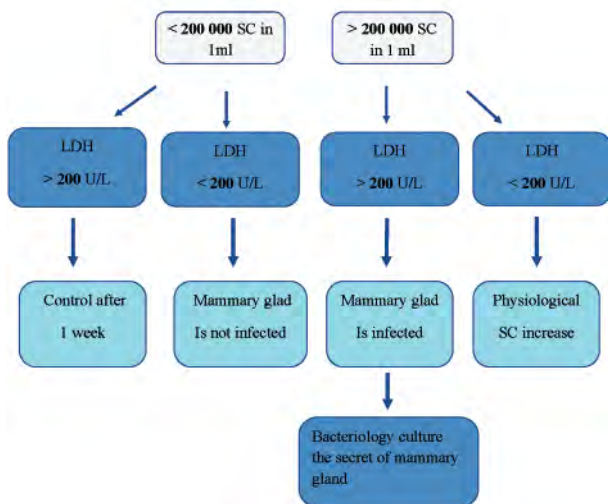 < 200 000 SC in
1ml
> 200 000 SC
in 1 ml
LDH
> 200 U/L
LDH
< 200 U/L
LDH
> 200 U/L
LDH
< 200 U/L
Control after
1 week
Mammary glad
Is not infected
Mammary glad
Is infected
Physiological
SC increase
Bacteriology culture
the secret of mammary
gland